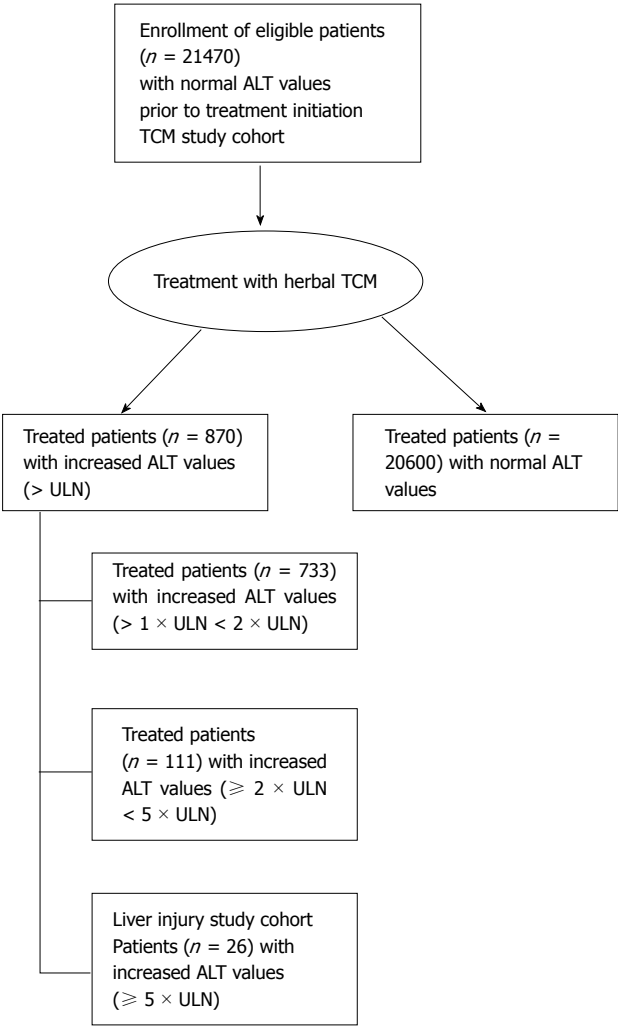 Enrollment of eligible patients
(n = 21470)
with normal ALT values
prior to treatment initiation
TCM study cohort
Treatment with herbal TCM
Treated patients (n = 870)
with increased ALT values
(> ULN)
Treated patients (n =
20600) with normal ALT
values
Treated patients (n = 733)
with increased ALT values
(> 1 × ULN < 2 × ULN)
Treated patients
(n = 111) with increased
ALT values (≥ 2 × ULN
< 5 × ULN)
Liver injury study cohort
Patients (n = 26) with
increased ALT values
(≥ 5 × ULN)